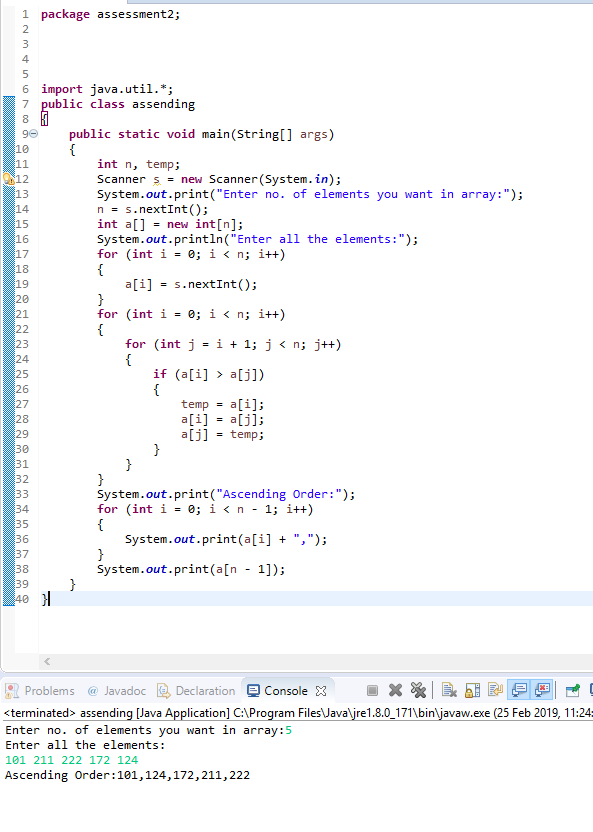 1 package assessment2;
2
3
4
5
6 import java.util.*;
7 public class assending
8 {
9 public static void main(String[] args)
10 {
11 int n, temp;
12 Scanner s = new Scanner(System.in);
13 System.out.print("Enter no. of elements you want in array:");
14 n = s.nextInt();
15 int a[] = new int[n];
16 System.out.println("Enter all the elements:");
17 for (int i = 0; i < n; i++)
18 {
19 a[i] = s.nextInt();
20 }
21 for (int i = 0; i < n; i++)
22 {
23 for (int j = i + 1; j < n; j++)
24 {
25 if (a[i] > a[j])
26 {
27 temp = a[i];
28 a[i] = a[j];
29 a[j] = temp;
30 }
31 }
32 }
33 System.out.print("Ascending Order:");
34 for (int i = 0; i < n - 1; i++)
35 {
36 System.out.print(a[i] + ",");
37 }
38 System.out.print(a[n - 1]);
39 }
40 }
Problems @ Javadoc Declaration Console
<terminated> assending [Java Application] C:\Program Files\Java\jre1.8.0_171\bin\javaw.exe (25 Feb 2019, 11:24:
Enter no. of elements you want in array:5
Enter all the elements:
101 211 222 172 124
Ascending Order:101,124,172,211,222